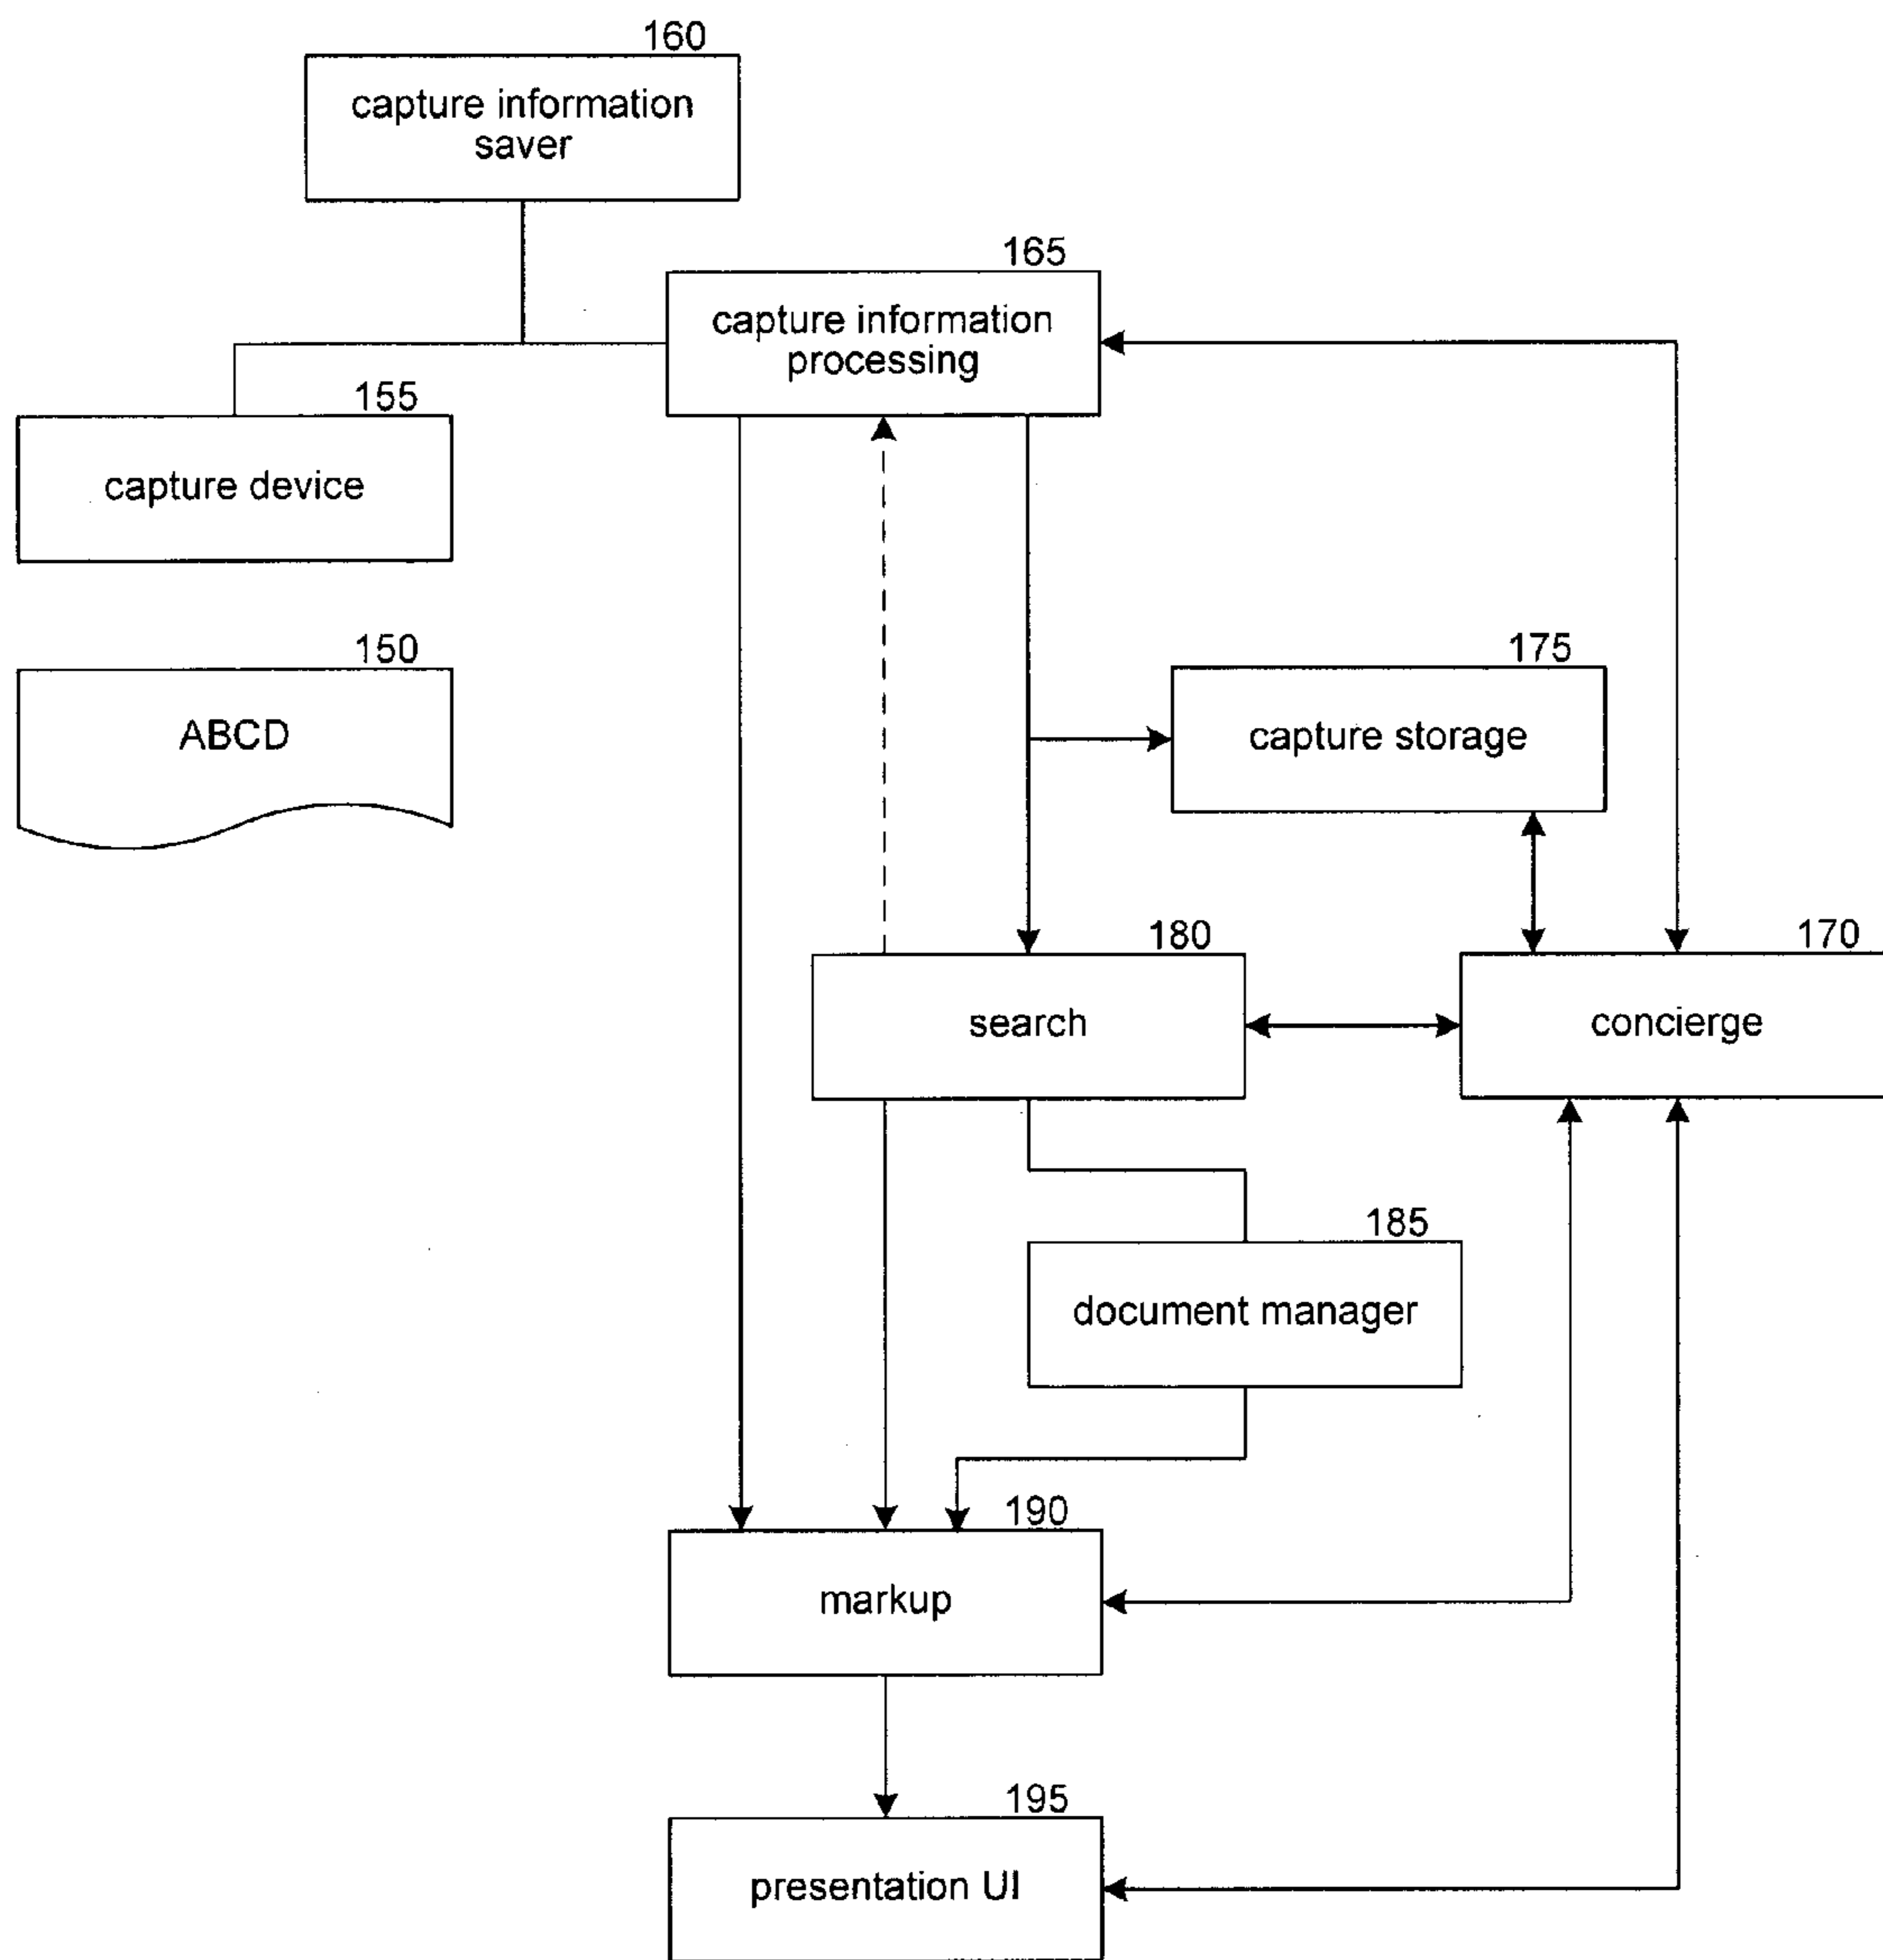 160
capture information
saver
165
capture information
processing
155
capture device
150
ABCD
175
capture storage
180
search
170
concierge
185
document manager
190
markup
195
presentation UI